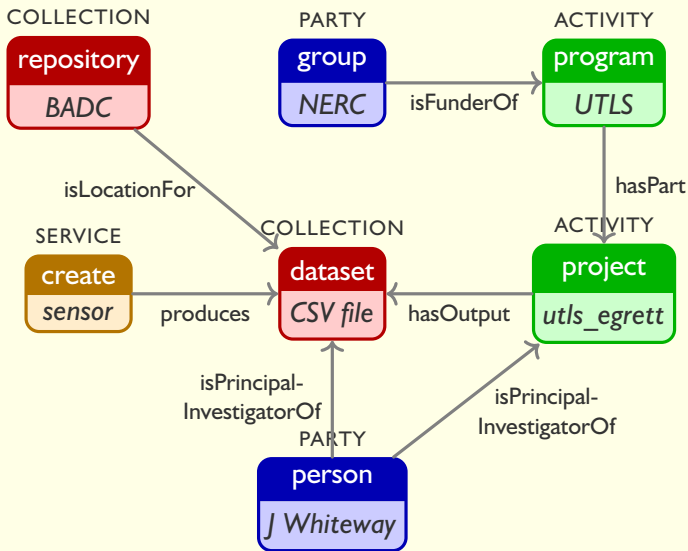 COLLECTION
repository
BADC
PARTY
group
NERC
isFunderOf
ACTIVITY
program
UTLS
isLocationFor
hasPart
SERVICE
create
sensor
produces
COLLECTION
dataset
CSV file
hasOutput
ACTIVITY
project
utls_egrett
isPrincipal-
InvestigatorOf
isPrincipal-
InvestigatorOf
PARTY
person
J Whiteway